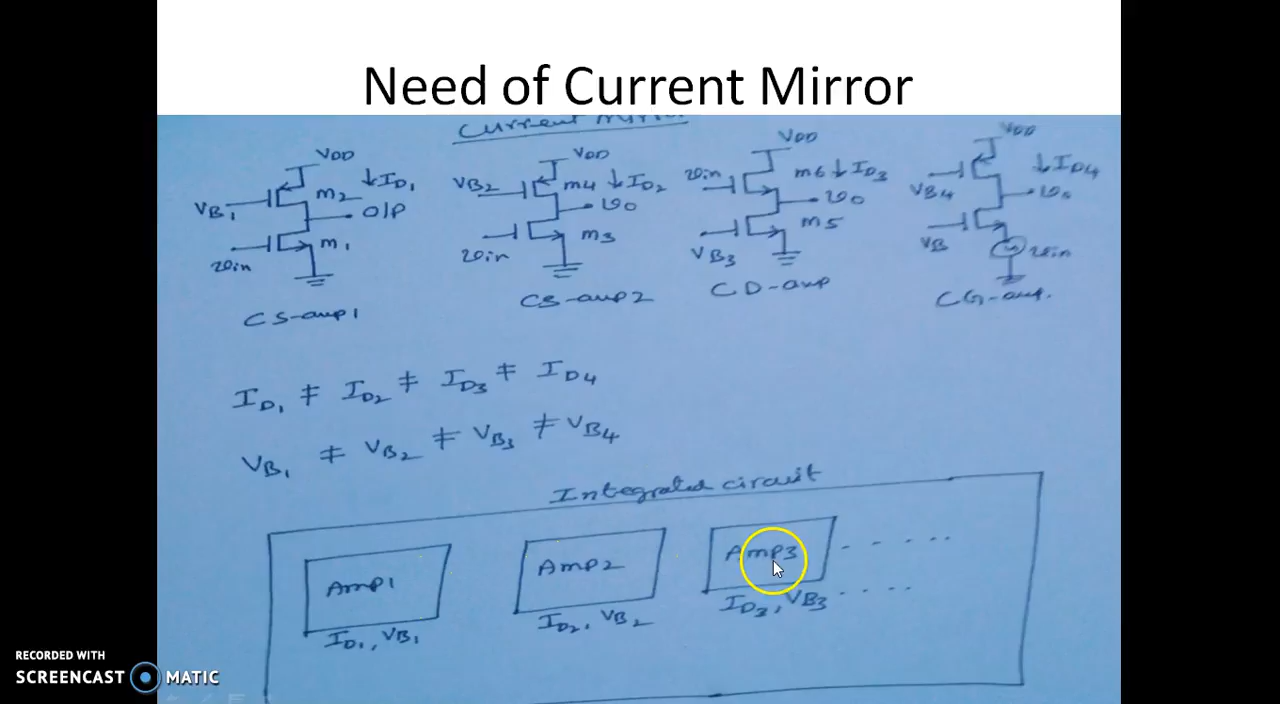 Need of Current Mirror
Current Mirror
VDD VDD VDD VDD
VB1 m2 ↓ID1 VB2 m4 ↓ID2 vin m6 ↓ID3 VB4 ↓ID4
O/P vo vo vo
vin m1 vin m3 VB3 m5 VB vin
CS-amp1 CS-amp2 CD-amp CG-amp.
ID1 ≠ ID2 ≠ ID3 ≠ ID4
VB1 ≠ VB2 ≠ VB3 ≠ VB4
Integrated circuit
Amp1 Amp2 Amp3 - - - - -
ID1, VB1 ID2, VB2 ID3, VB3 - - - -
RECORDED WITH
SCREENCAST MATIC